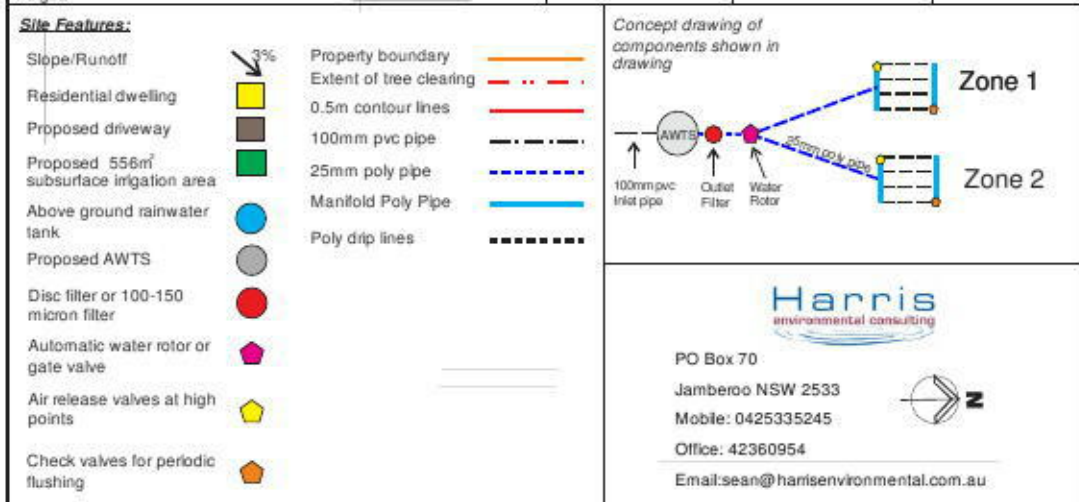 Site Features:
Slope/Runoff
3%
Residential dwelling
Proposed driveway
Proposed 556m²
subsurface irrigation area
Above ground rainwater
tank
Proposed AWTS
Disc filter or 100-150
micron filter
Automatic water rotor or
gate valve
Air release valves at high
points
Check valves for periodic
flushing
Property boundary
Extent of tree clearing
0.5m contour lines
100mm pvc pipe
25mm poly pipe
Manifold Poly Pipe
Poly drip lines
Concept drawing of
components shown in
drawing
AWTS
25mm poly pipe
Zone 1
Zone 2
100mm pvc
Inlet pipe
Outlet
Filter
Water
Rotor
Harris
environmental consulting
PO Box 70
Jamberoo NSW 2533
Mobile: 0425335245
Office: 42360954
Email:sean@harrisenvironmental.com.au
N